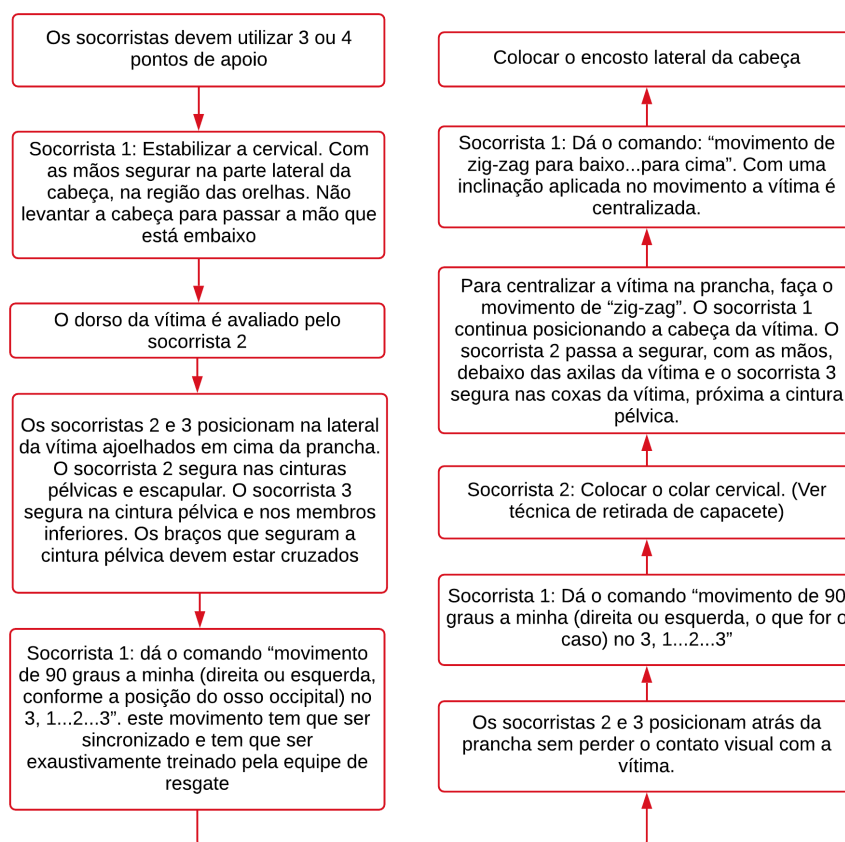 Os socorristas devem utilizar 3 ou 4
pontos de apoio
Socorrista 1: Estabilizar a cervical. Com
as mãos segurar na parte lateral da
cabeça, na região das orelhas. Não
levantar a cabeça para passar a mão que
está embaixo
O dorso da vítima é avaliado pelo
socorrista 2
Os socorristas 2 e 3 posicionam na lateral
da vítima ajoelhados em cima da prancha.
O socorrista 2 segura nas cinturas
pélvicas e escapular. O socorrista 3
segura na cintura pélvica e nos membros
inferiores. Os braços que seguram a
cintura pélvica devem estar cruzados
Socorrista 1: dá o comando “movimento
de 90 graus a minha (direita ou esquerda,
conforme a posição do osso occipital) no
3, 1...2...3”. este movimento tem que ser
sincronizado e tem que ser
exaustivamente treinado pela equipe de
resgate
Os socorristas 2 e 3 posicionam atrás da
prancha sem perder o contato visual com a
vítima.
Socorrista 1: Dá o comando “movimento de 90
graus a minha (direita ou esquerda, o que for o
caso) no 3, 1...2...3”
Socorrista 2: Colocar o colar cervical. (Ver
técnica de retirada de capacete)
Para centralizar a vítima na prancha, faça o
movimento de “zig-zag”. O socorrista 1
continua posicionando a cabeça da vítima. O
socorrista 2 passa a segurar, com as mãos,
debaixo das axilas da vítima e o socorrista 3
segura nas coxas da vítima, próxima a cintura
pélvica.
Socorrista 1: Dá o comando: “movimento de
zig-zag para baixo...para cima”. Com uma
inclinação aplicada no movimento a vítima é
centralizada.
Colocar o encosto lateral da cabeça